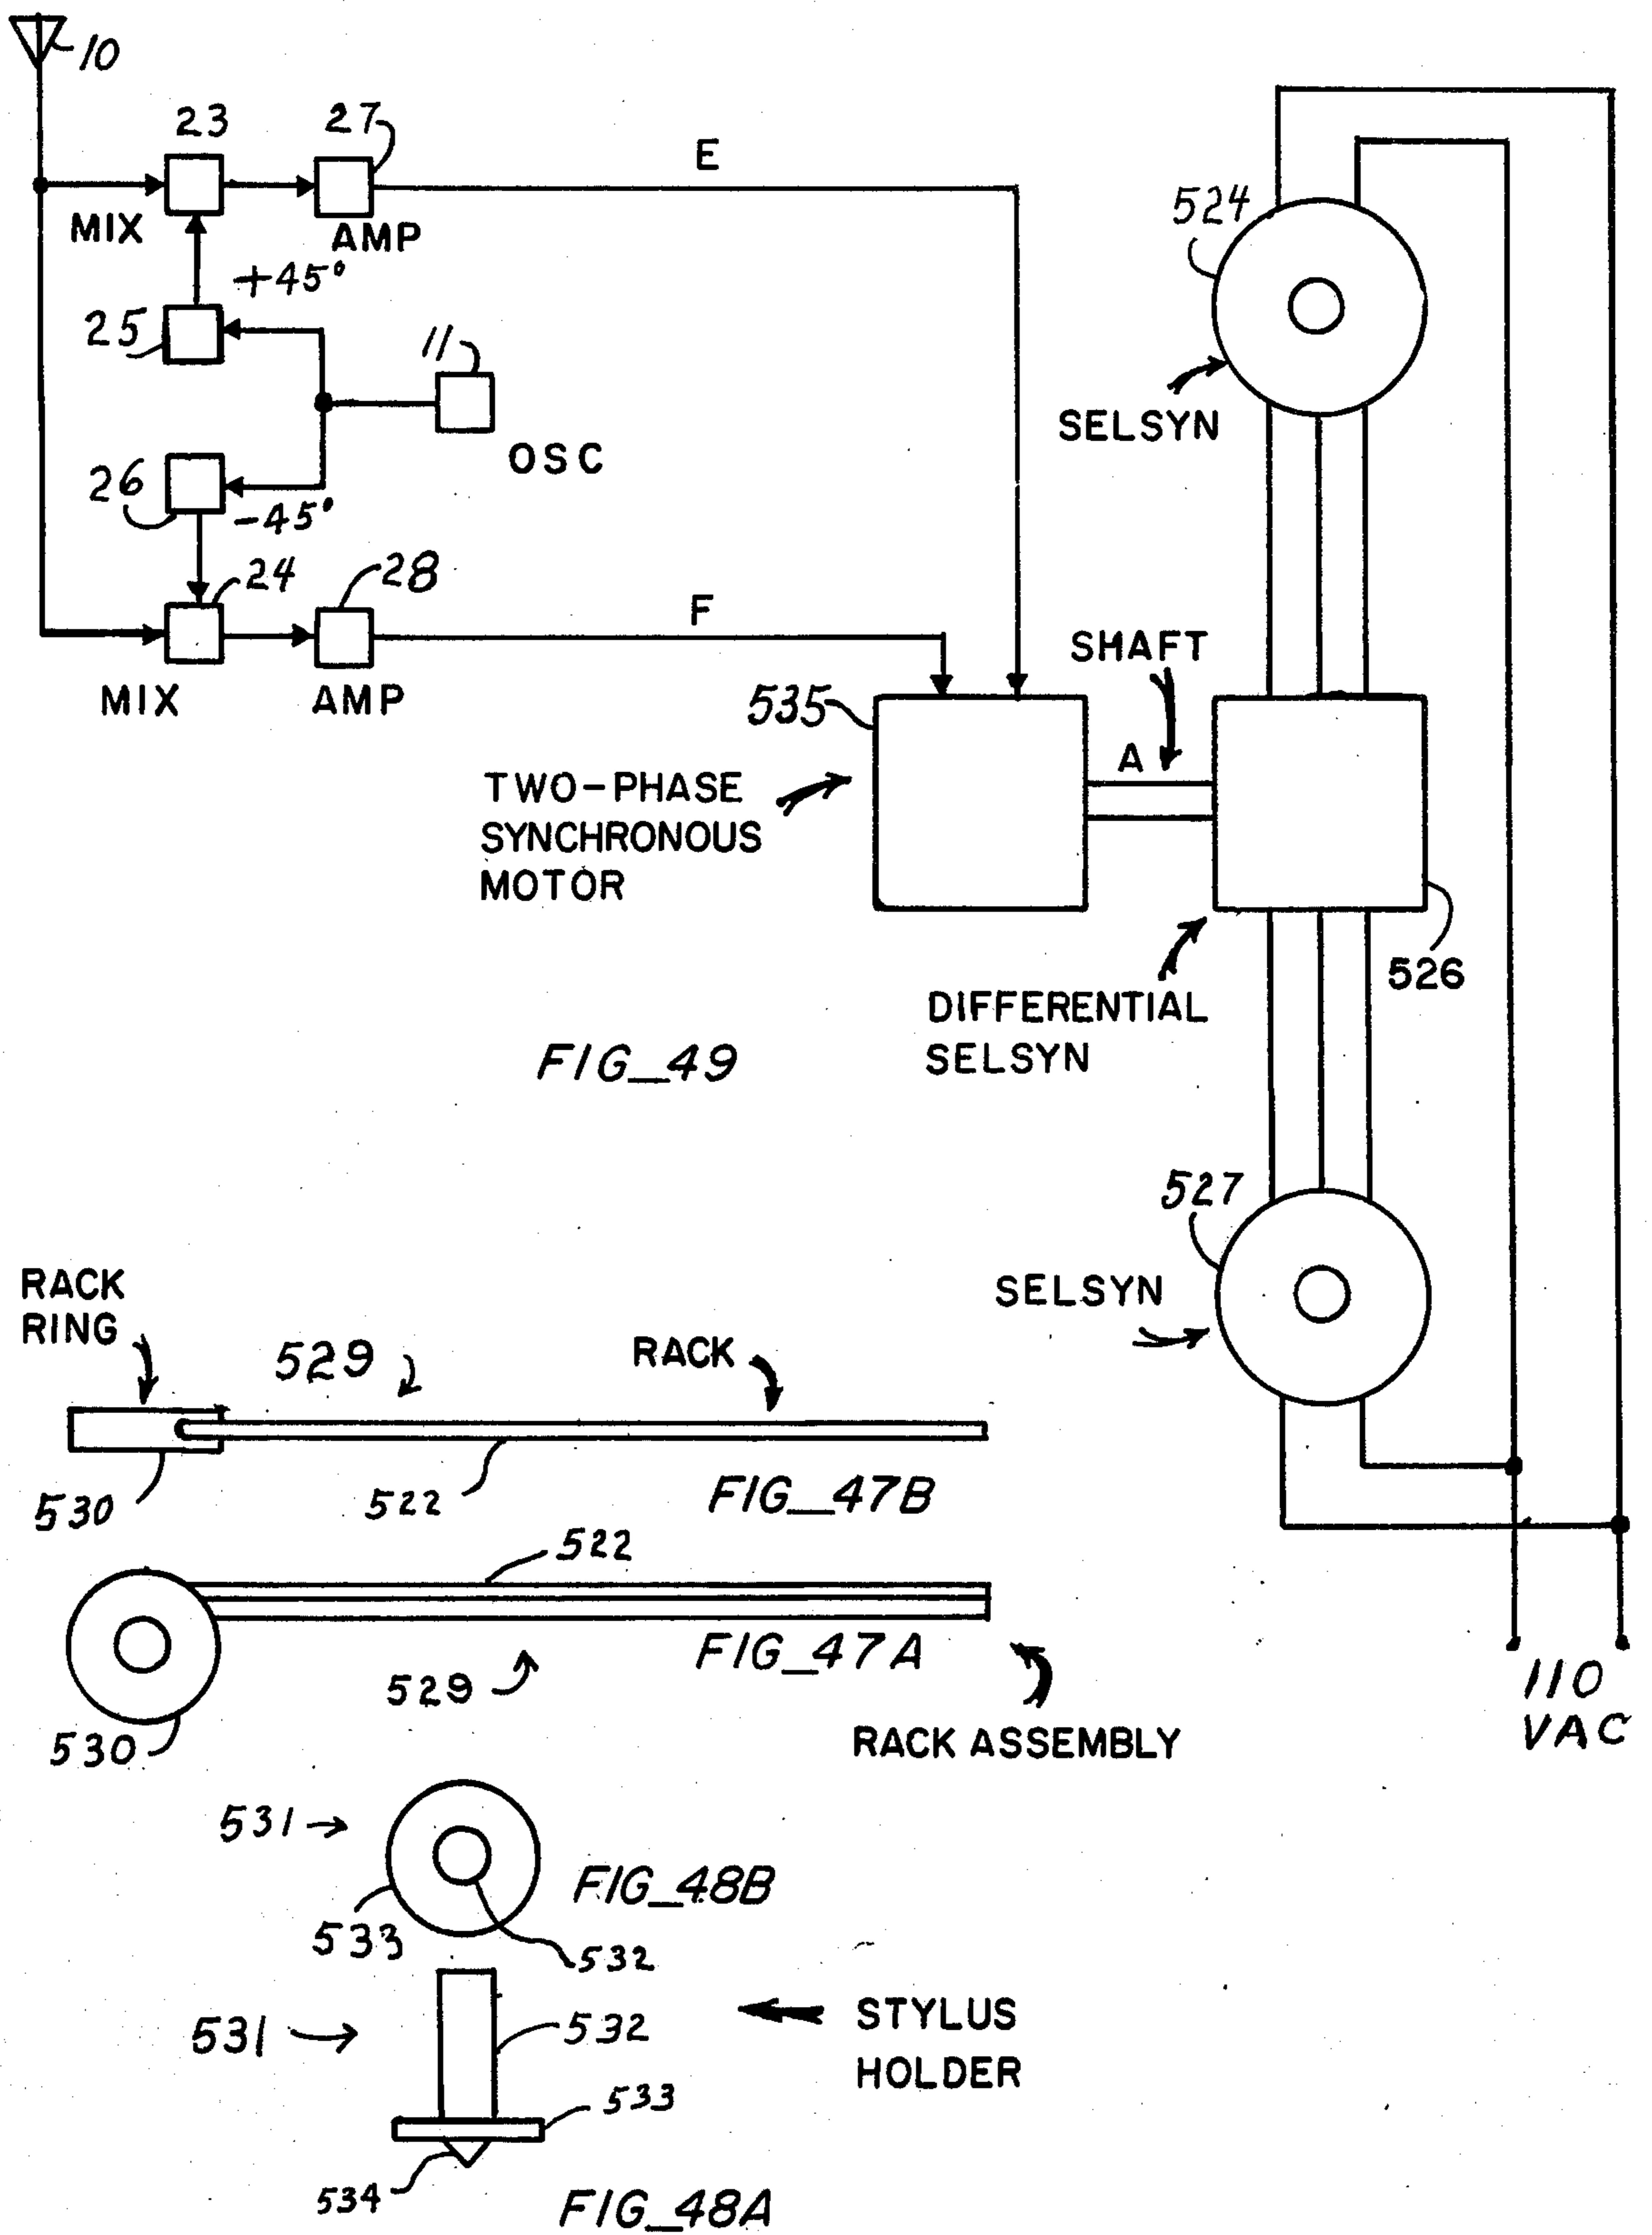 10
23
27
E
MIX
AMP
+45°
25
11
OSC
26
-45°
24
28
F
MIX
AMP
524
SELSYN
SHAFT
535
A
TWO-PHASE
SYNCHRONOUS
MOTOR
526
DIFFERENTIAL
SELSYN
FIG_49
527
SELSYN
RACK
RING
529
RACK
530
522
FIG_47B
522
FIG_47A
529
530
RACK ASSEMBLY
110
VAC
531
FIG_48B
533
532
531
532
STYLUS
HOLDER
533
534
FIG_48A